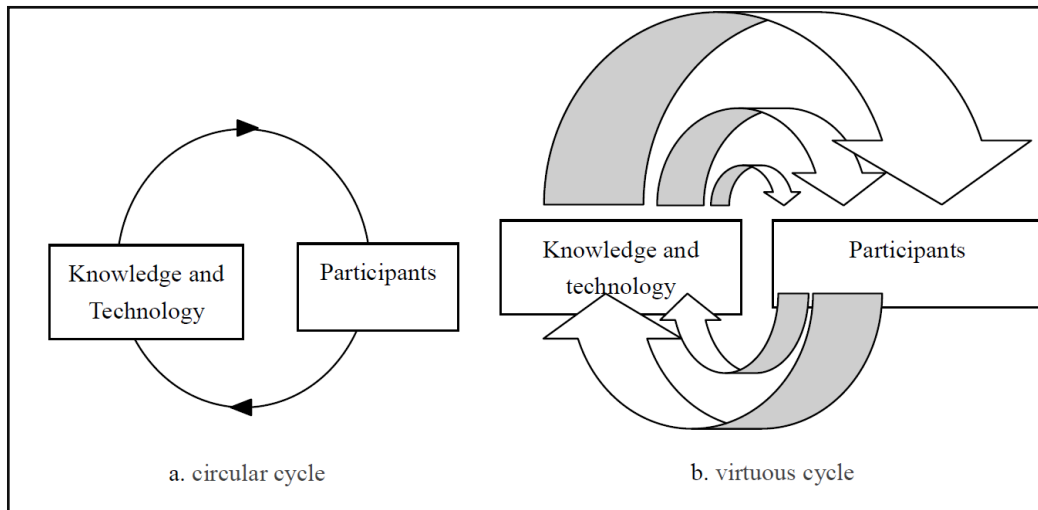 Knowledge and
Technology
Participants
a. circular cycle
Knowledge and
technology
Participants
b. virtuous cycle